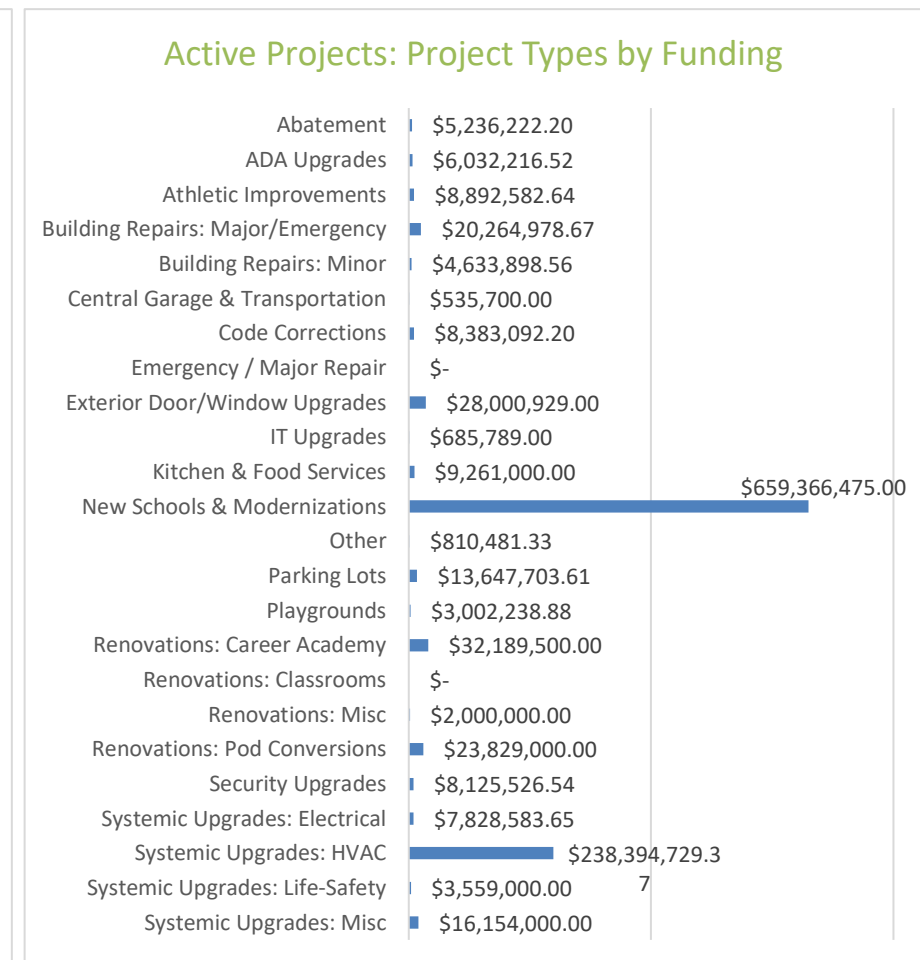 Active Projects: Project Types by Funding
Abatement $5,236,222.20
ADA Upgrades $6,032,216.52
Athletic Improvements $8,892,582.64
Building Repairs: Major/Emergency $20,264,978.67
Building Repairs: Minor $4,633,898.56
Central Garage & Transportation $535,700.00
Code Corrections $8,383,092.20
Emergency / Major Repair $-
Exterior Door/Window Upgrades $28,000,929.00
IT Upgrades $685,789.00
Kitchen & Food Services $9,261,000.00
New Schools & Modernizations $659,366,475.00
Other $810,481.33
Parking Lots $13,647,703.61
Playgrounds $3,002,238.88
Renovations: Career Academy $32,189,500.00
Renovations: Classrooms $-
Renovations: Misc $2,000,000.00
Renovations: Pod Conversions $23,829,000.00
Security Upgrades $8,125,526.54
Systemic Upgrades: Electrical $7,828,583.65
Systemic Upgrades: HVAC $238,394,729.3
7
Systemic Upgrades: Life-Safety $3,559,000.00
Systemic Upgrades: Misc $16,154,000.00